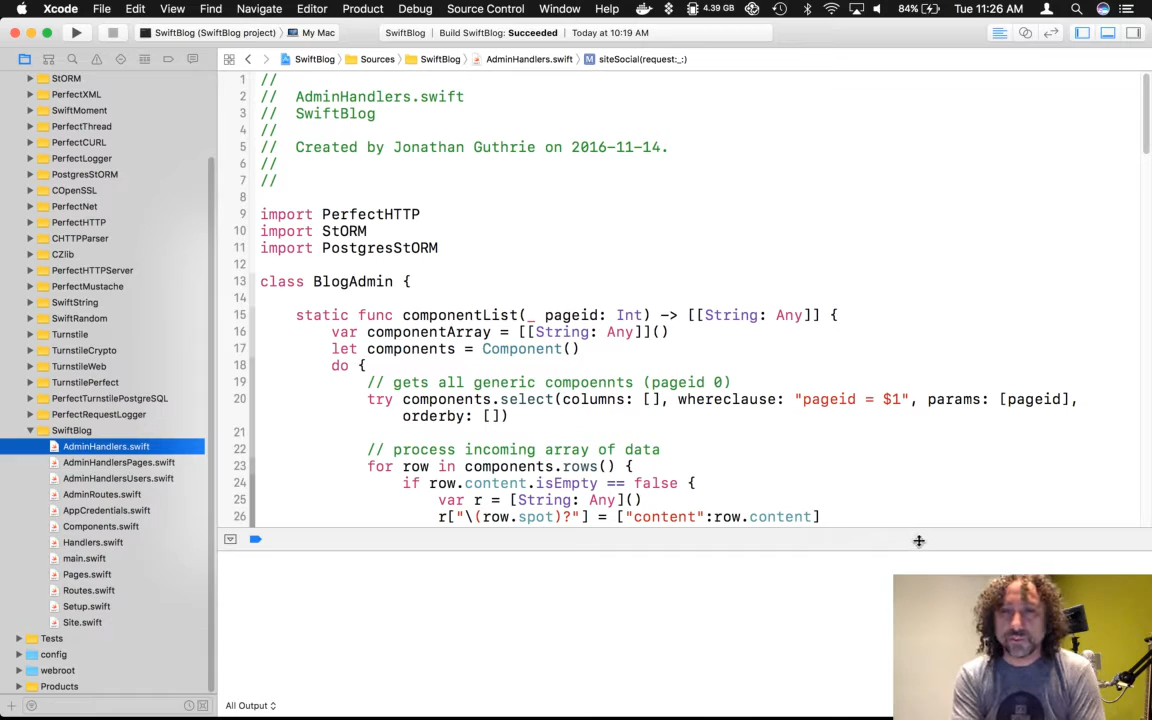 Xcode File Edit View Find Navigate Editor Product Debug Source Control Window Help 4.39 GB 84% Tue 11:26 AM
SwiftBlog (SwiftBlog project) My Mac SwiftBlog | Build SwiftBlog: Succeeded | Today at 10:19 AM
SwiftBlog Sources SwiftBlog AdminHandlers.swift M siteSocial(request:_:)
StORM
PerfectXML
SwiftMoment
PerfectThread
PerfectCURL
PerfectLogger
PostgresStORM
COpenSSL
PerfectNet
PerfectHTTP
CHTTPParser
CZlib
PerfectHTTPServer
PerfectMustache
SwiftString
SwiftRandom
Turnstile
TurnstileCrypto
TurnstileWeb
TurnstilePerfect
PerfectTurnstilePostgreSQL
PerfectRequestLogger
SwiftBlog
AdminHandlers.swift
AdminHandlersPages.swift
AdminHandlersUsers.swift
AdminRoutes.swift
AppCredentials.swift
Components.swift
Handlers.swift
main.swift
Pages.swift
Routes.swift
Setup.swift
Site.swift
Tests
config
webroot
Products
1 //
2 // AdminHandlers.swift
3 // SwiftBlog
4 //
5 // Created by Jonathan Guthrie on 2016-11-14.
6 //
7 //
8
9 import PerfectHTTP
10 import StORM
11 import PostgresStORM
12
13 class BlogAdmin {
14
15 static func componentList(_ pageid: Int) -> [[String: Any]] {
16 var componentArray = [[String: Any]]()
17 let components = Component()
18 do {
19 // gets all generic compoennts (pageid 0)
20 try components.select(columns: [], whereclause: "pageid = $1", params: [pageid],
orderby: [])
21
22 // process incoming array of data
23 for row in components.rows() {
24 if row.content.isEmpty == false {
25 var r = [String: Any]()
26 r["\(row.spot)?"] = ["content":row.content]
All Output